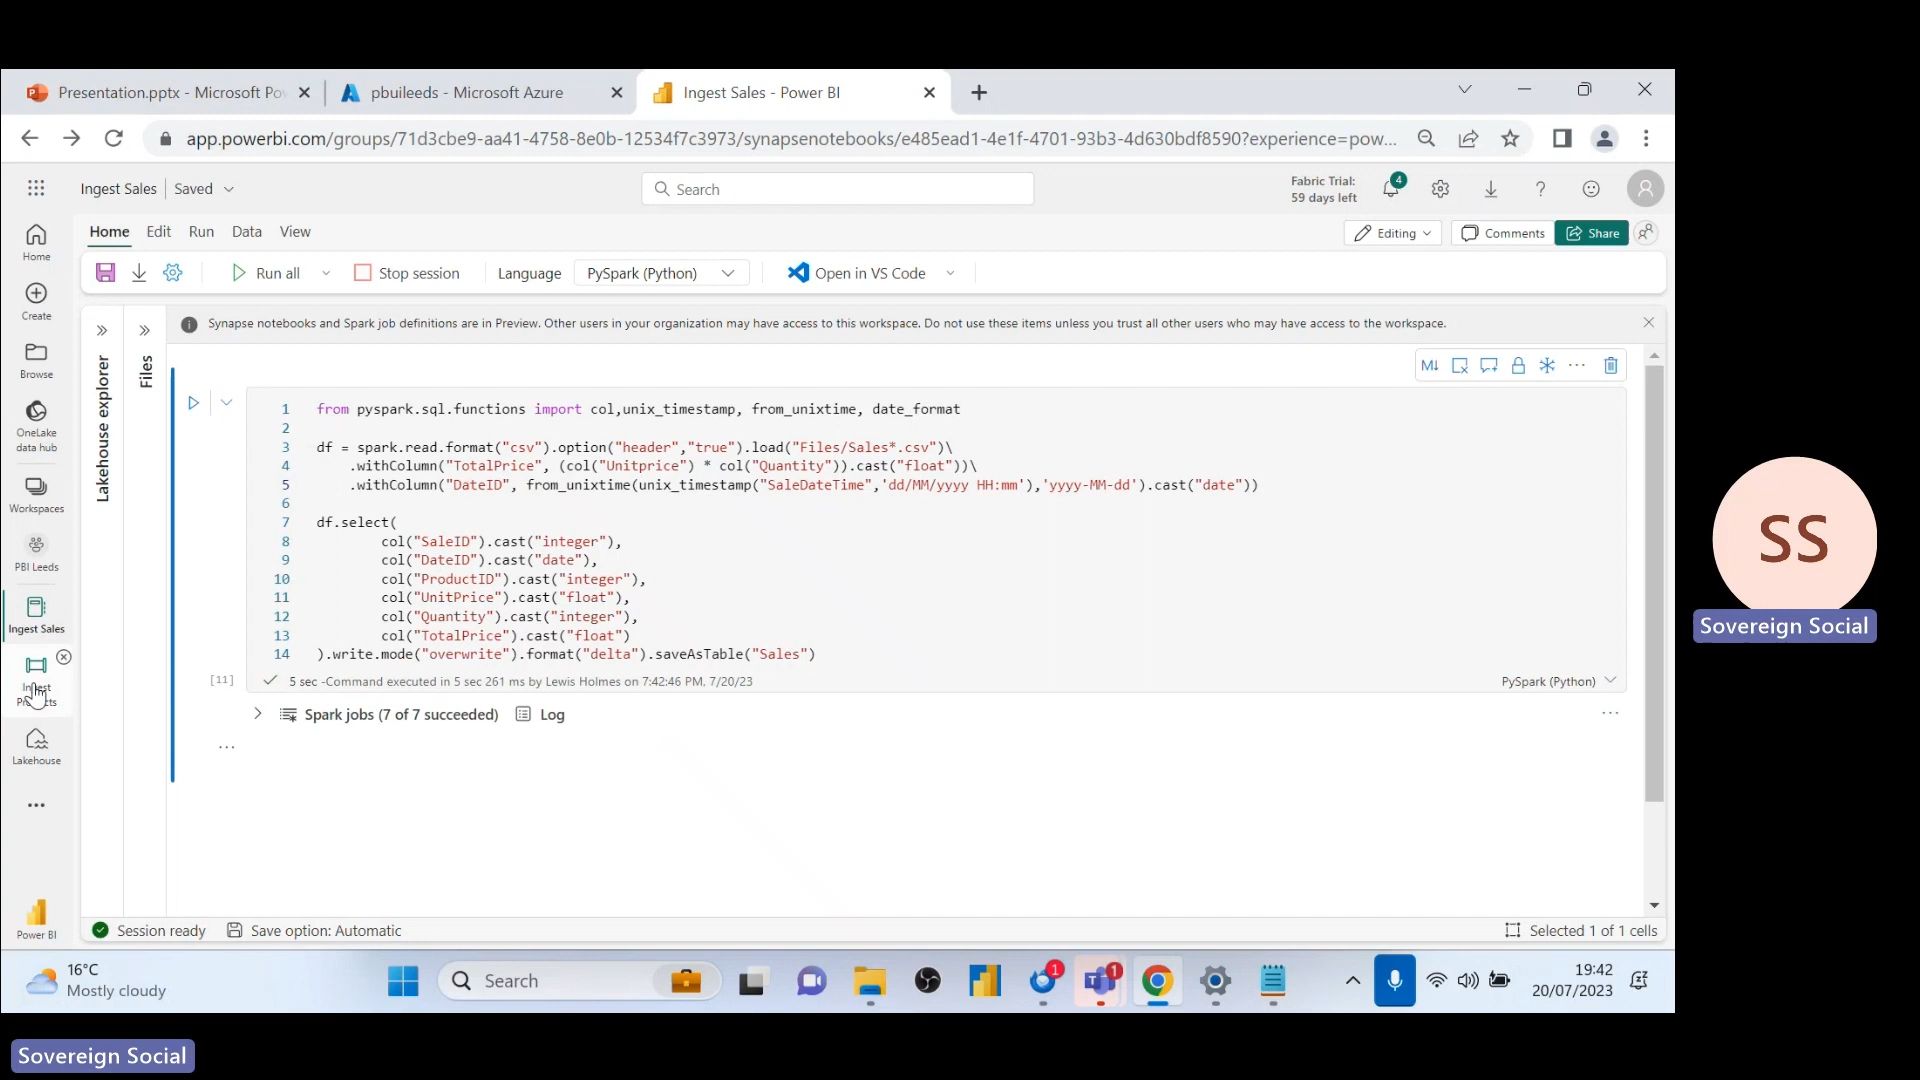 Presentation.pptx - Microsoft Po
pbuileeds - Microsoft Azure
Ingest Sales - Power BI
app.powerbi.com/groups/71d3cbe9-aa41-4758-8e0b-12534f7c3973/synapsenotebooks/e485ead1-4e1f-4701-93b3-4d630bdf8590?experience=pow...
Ingest Sales
Saved
Search
Fabric Trial:
59 days left
4
Home Edit Run Data View
Editing
Comments
Share
Run all
Stop session
Language
PySpark (Python)
Open in VS Code
Home
Create
Browse
OneLake
data hub
Workspaces
PBI Leeds
Ingest Sales
Lakehouse
Power BI
Lakehouse explorer
Files
Synapse notebooks and Spark job definitions are in Preview. Other users in your organization may have access to this workspace. Do not use these items unless you trust all other users who may have access to the workspace.
M↓
1 from pyspark.sql.functions import col,unix_timestamp, from_unixtime, date_format
2
3 df = spark.read.format("csv").option("header","true").load("Files/Sales*.csv")\
4 .withColumn("TotalPrice", (col("Unitprice") * col("Quantity")).cast("float"))\
5 .withColumn("DateID", from_unixtime(unix_timestamp("SaleDateTime",'dd/MM/yyyy HH:mm'),'yyyy-MM-dd').cast("date"))
6
7 df.select(
8 col("SaleID").cast("integer"),
9 col("DateID").cast("date"),
10 col("ProductID").cast("integer"),
11 col("UnitPrice").cast("float"),
12 col("Quantity").cast("integer"),
13 col("TotalPrice").cast("float")
14 ).write.mode("overwrite").format("delta").saveAsTable("Sales")
[11]
5 sec -Command executed in 5 sec 261 ms by Lewis Holmes on 7:42:46 PM, 7/20/23
PySpark (Python)
Spark jobs (7 of 7 succeeded)
Log
Session ready
Save option: Automatic
Selected 1 of 1 cells
16°C
Mostly cloudy
Search
1
1
19:42
20/07/2023
SS
Sovereign Social
Sovereign Social